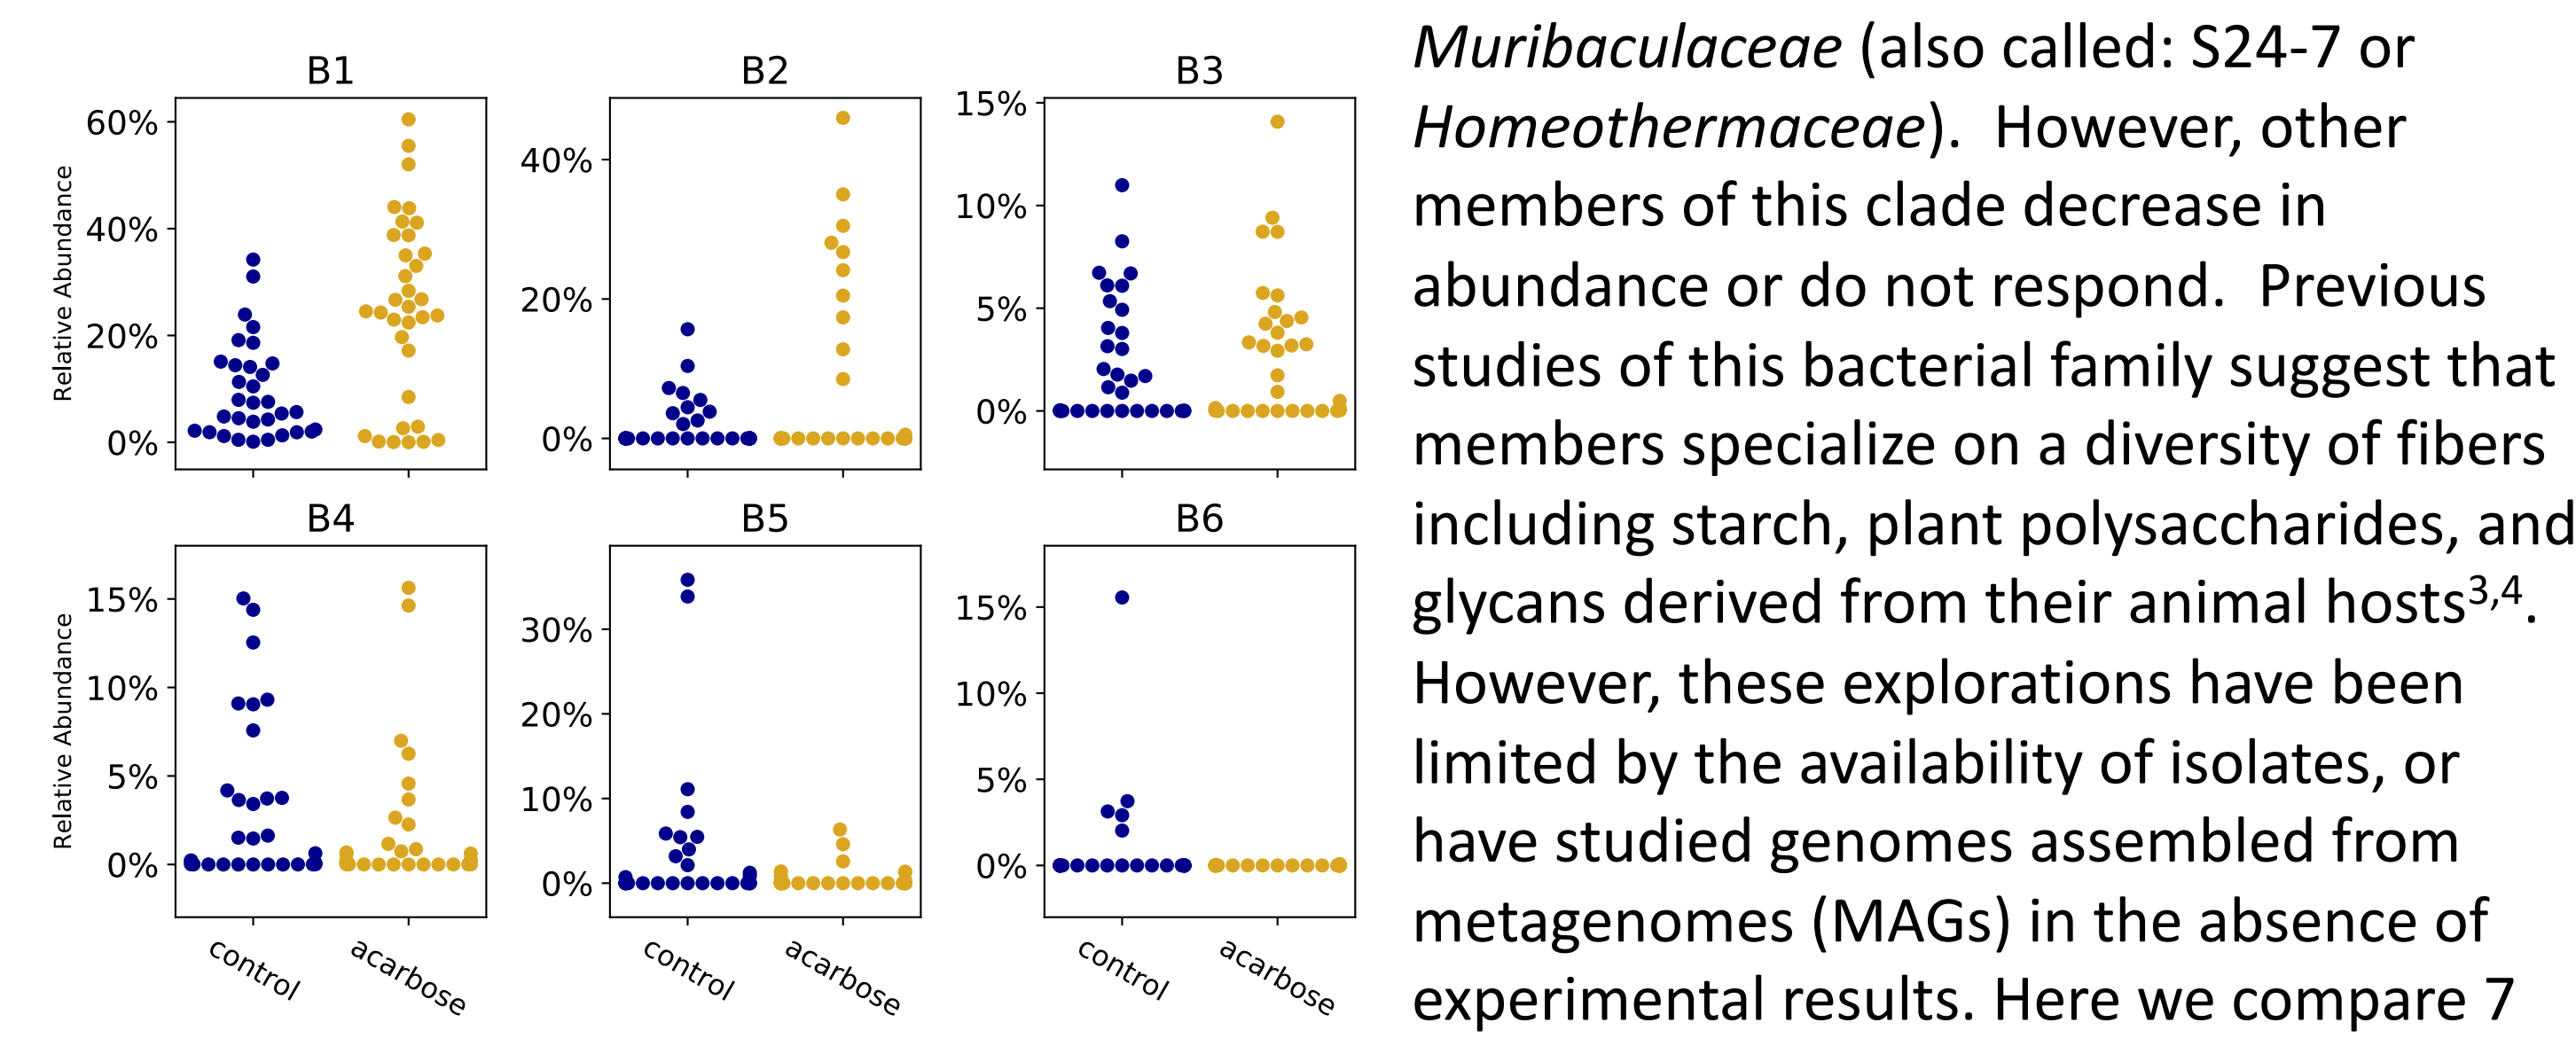 B1
B2
B3
60%
40%
20%
0%
Relative Abundance
40%
20%
0%
15%
10%
5%
0%
B4
B5
B6
15%
10%
5%
0%
Relative Abundance
30%
20%
10%
0%
15%
10%
5%
0%
control
acarbose
control
acarbose
control
acarbose
Muribaculaceae (also called: S24-7 or
Homeothermaceae).  However, other
members of this clade decrease in
abundance or do not respond.  Previous
studies of this bacterial family suggest that
members specialize on a diversity of fibers
including starch, plant polysaccharides, and
glycans derived from their animal hosts3,4.
However, these explorations have been
limited by the availability of isolates, or
have studied genomes assembled from
metagenomes (MAGs) in the absence of
experimental results. Here we compare 7